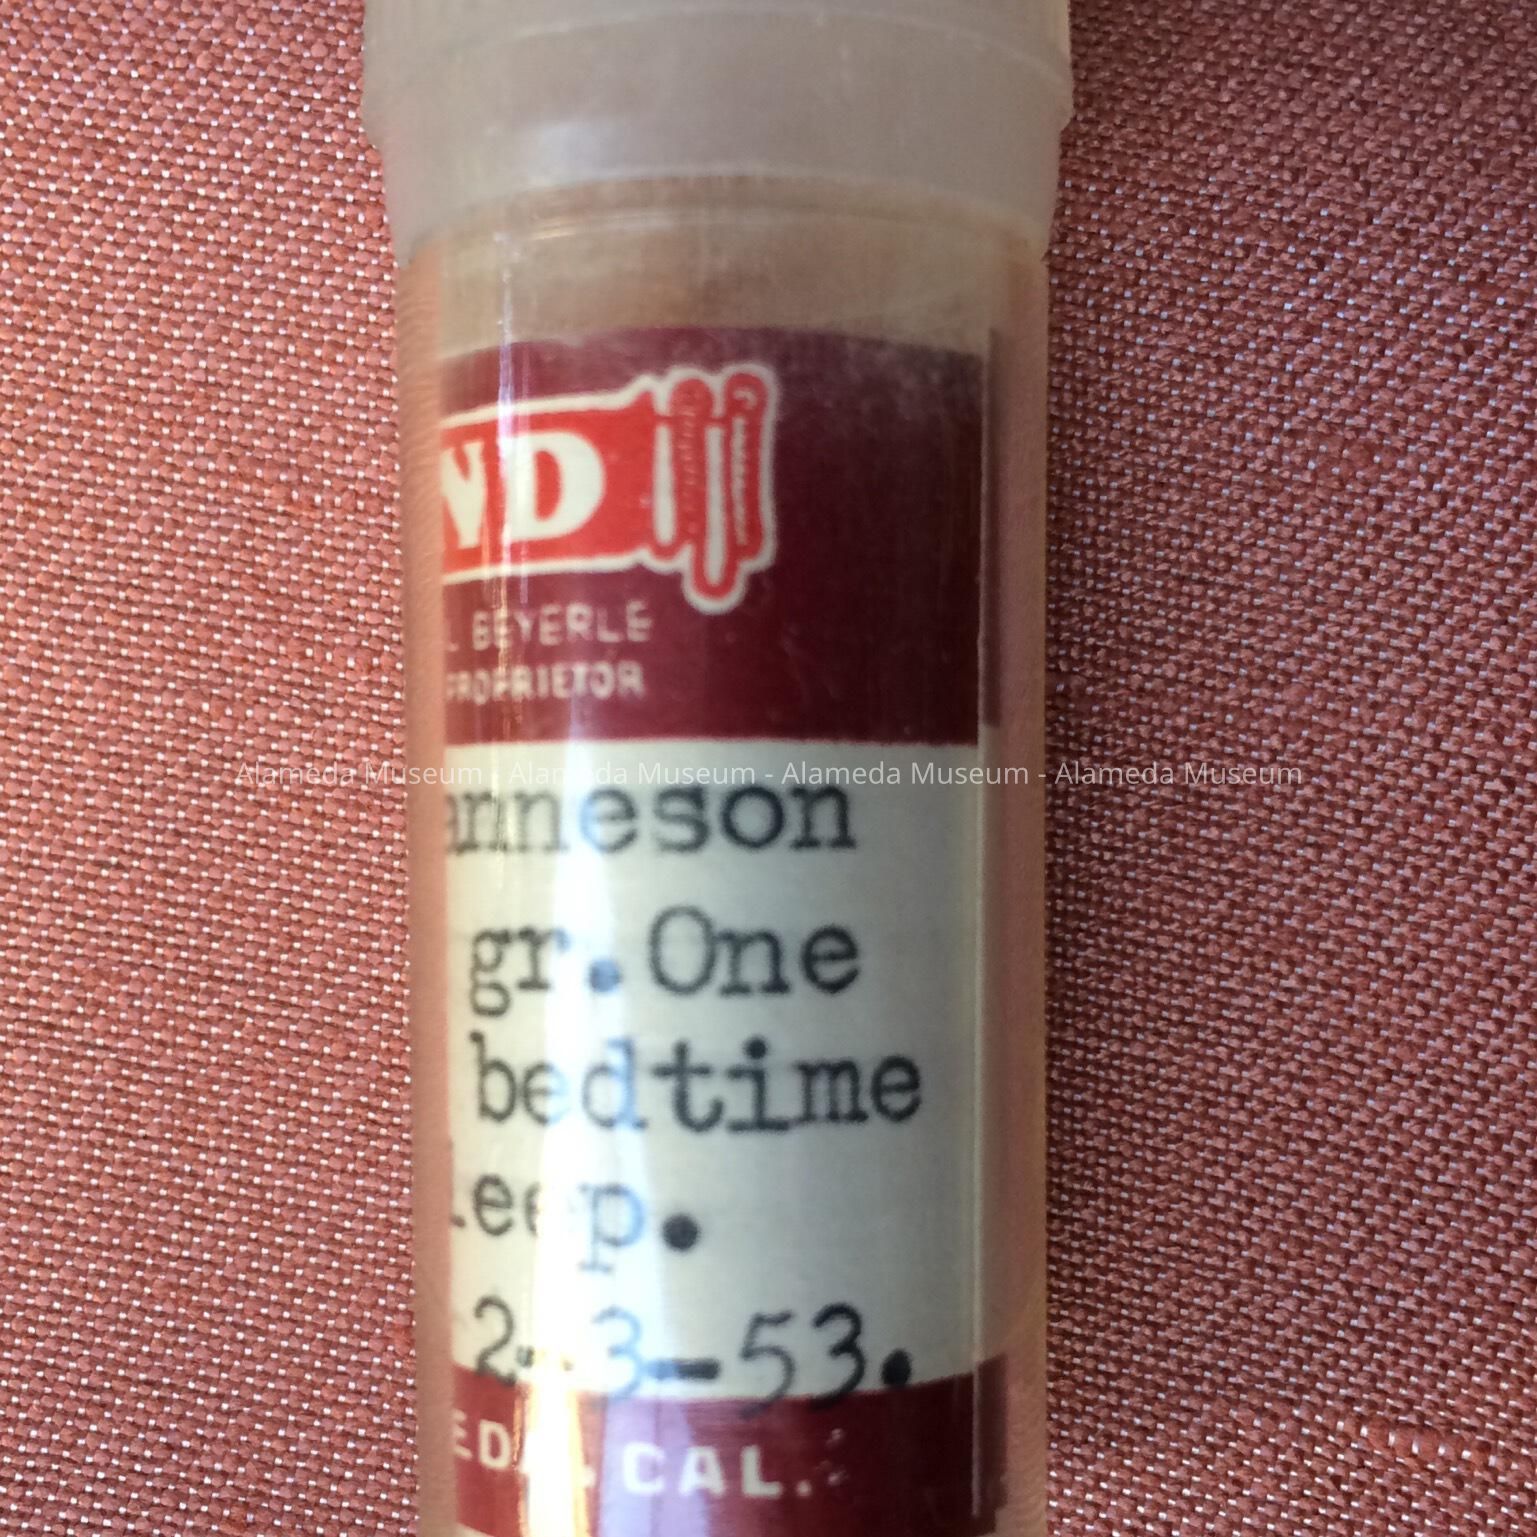 ND
L BEYERLE
PROPRIETOR
Alameda Museum - Alameda Museum - Alameda Museum - Alameda Museum
anneson
gr. One
bedtime
leep.
2-3-53.
EDA, CAL.